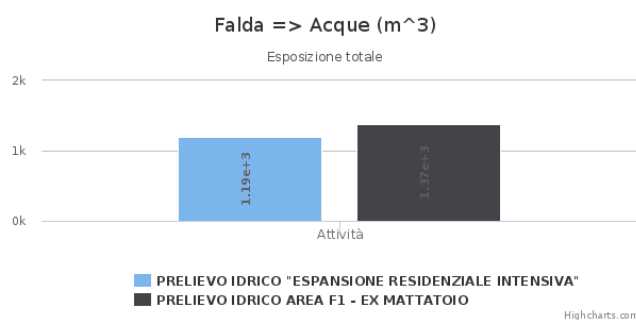 Falda => Acque (m^3)
Esposizione totale
2k
1k
0k
1.19e+3
1.37e+3
Attività
PRELIEVO IDRICO "ESPANSIONE RESIDENZIALE INTENSIVA"
PRELIEVO IDRICO AREA F1 - EX MATTATOIO
Highcharts.com